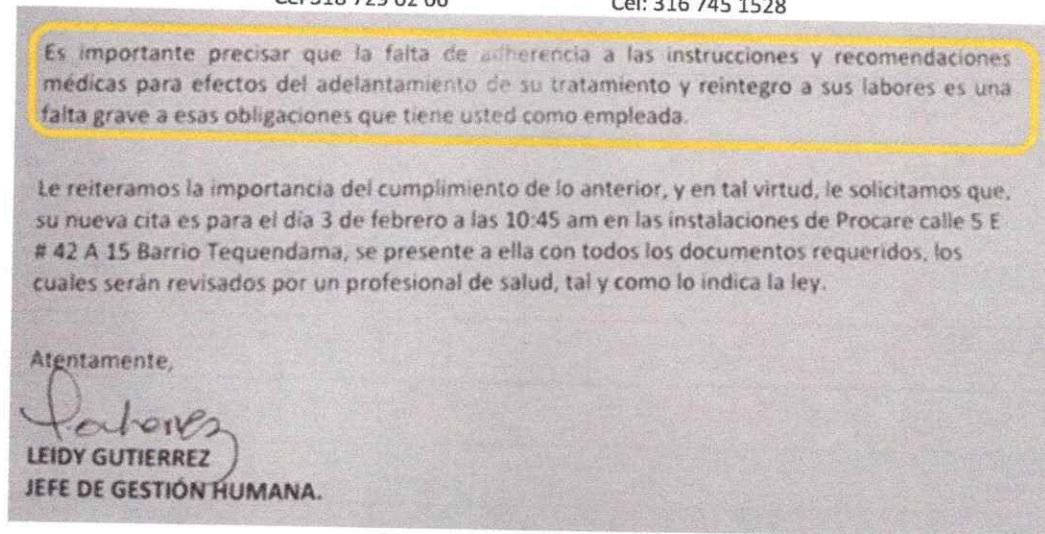 Cel: 316 745 1528
Es importante precisar que la falta de adherencia a las instrucciones y recomendaciones
médicas para efectos del adelantamiento de su tratamiento y reintegro a sus labores es una
falta grave a esas obligaciones que tiene usted como empleada.
Le reiteramos la importancia del cumplimiento de lo anterior, y en tal virtud, le solicitamos que,
su nueva cita es para el día 3 de febrero a las 10:45 am en las instalaciones de Procare calle 5 E
# 42 A 15 Barrio Tequendama, se presente a ella con todos los documentos requeridos, los
cuales serán revisados por un profesional de salud, tal y como lo indica la ley.
Atentamente,
LEIDY GUTIERREZ
JEFE DE GESTIÓN HUMANA.